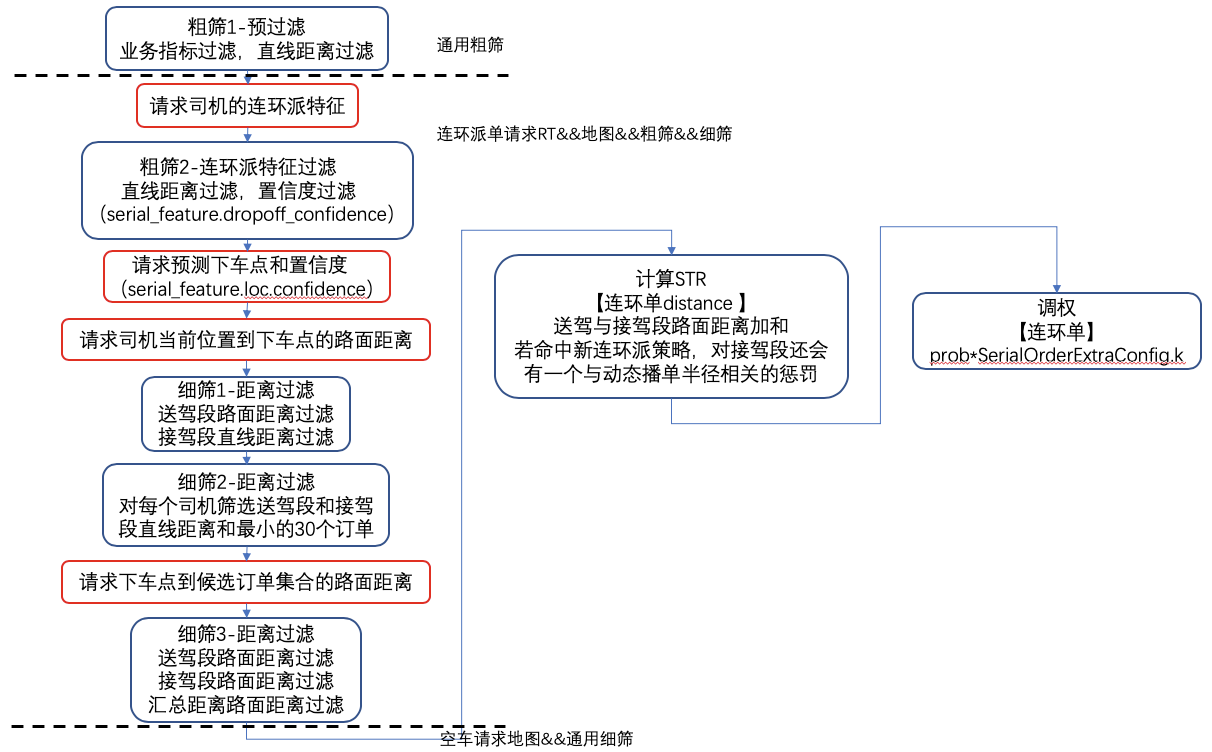 粗筛1-预过滤
业务指标过滤，直线距离过滤
通用粗筛
请求司机的连环派特征
连环派单请求RT&&地图&&粗筛&&细筛
粗筛2-连环派特征过滤
直线距离过滤，置信度过滤
（serial_feature.dropoff_confidence）
请求预测下车点和置信度
（serial_feature.loc.confidence）
请求司机当前位置到下车点的路面距离
细筛1-距离过滤
送驾段路面距离过滤
接驾段直线距离过滤
细筛2-距离过滤
对每个司机筛选送驾段和接驾
段直线距离和最小的30个订单
请求下车点到候选订单集合的路面距离
细筛3-距离过滤
送驾段路面距离过滤
接驾段路面距离过滤
汇总距离路面距离过滤
空车请求地图&&通用细筛
计算STR
【连环单distance 】
送驾与接驾段路面距离加和
若命中新连环派策略，对接驾段还会
有一个与动态播单半径相关的惩罚
调权
【连环单】
prob*SerialOrderExtraConfig.k